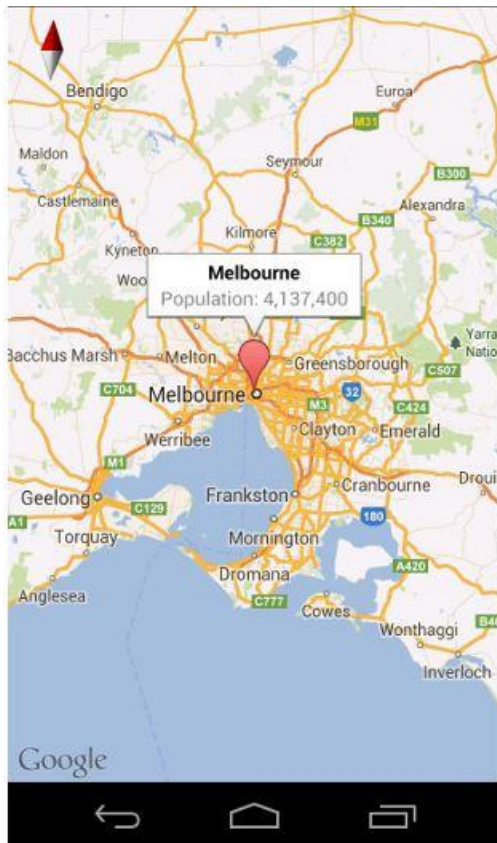 Bendigo
Euroa
M31
Maldon
Seymour
B300
Castlemaine
Alexandra
B340
Kilmore
C382
Kyneton
Woo
Melbourne
Population: 4,137,400
Yarra
Natio
Bacchus Marsh
Melton
Greensborough
C507
C704
Melbourne
32
M3
C424
Werribee
Clayton
Emerald
M1
Geelong
Frankston
Cranbourne
Droui
C129
A1
180
Torquay
Mornington
Dromana
A420
Anglesea
C777
Cowes
Wonthaggi
B46
Inverloch
Google